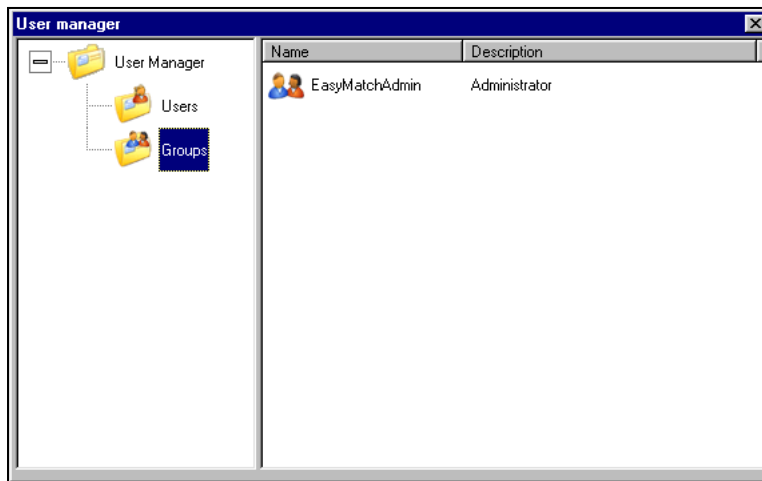 User manager
User Manager
Users
Groups
Name Description
EasyMatchAdmin Administrator